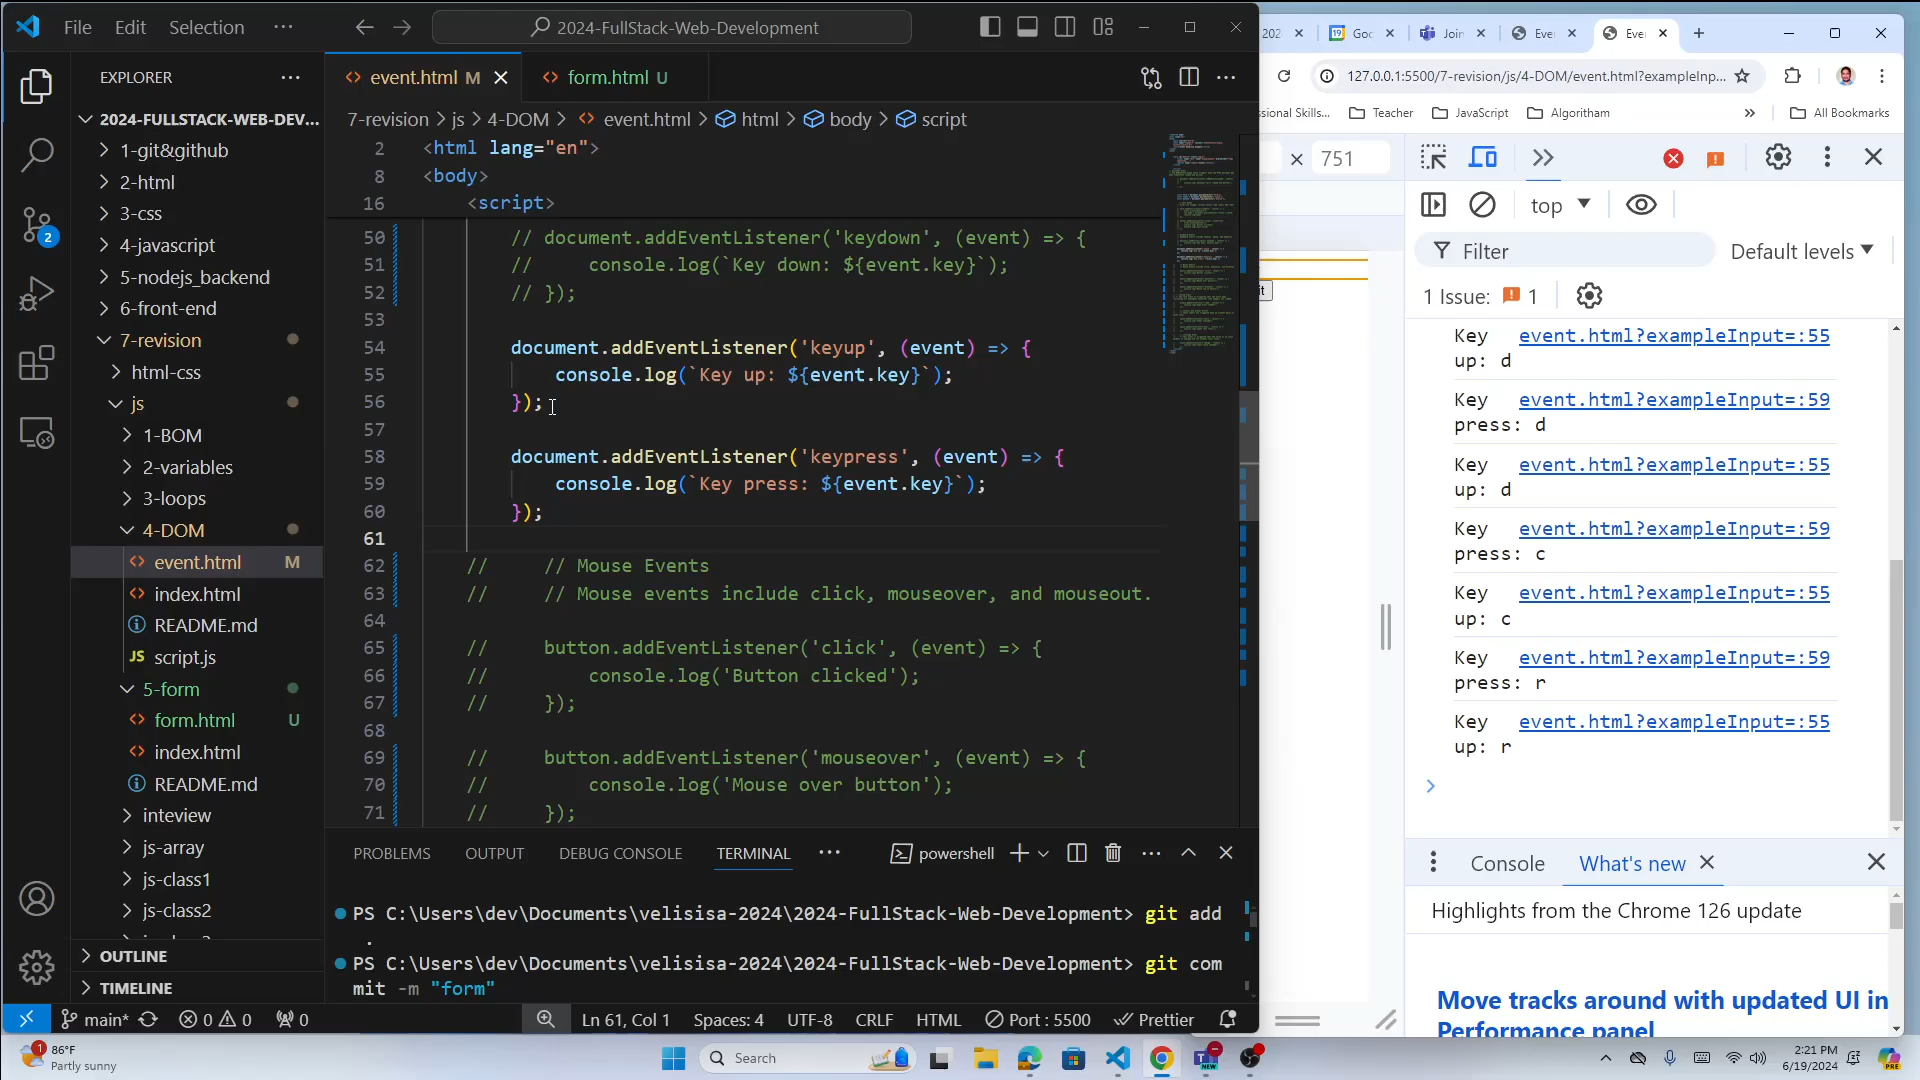 File Edit Selection ···
2024-FullStack-Web-Development
EXPLORER
2024-FULLSTACK-WEB-DEV...
1-git&github
2-html
3-css
4-javascript
5-nodejs_backend
6-front-end
7-revision
html-css
js
1-BOM
2-variables
3-loops
4-DOM
event.html M
index.html
README.md
JS script.js
5-form
form.html U
index.html
README.md
inteview
js-array
js-class1
js-class2
OUTLINE
TIMELINE
2
event.html M
form.html U
7-revision > js > 4-DOM > event.html > html > body > script
2 <html lang="en">
8 <body>
16 <script>
50 // document.addEventListener('keydown', (event) => {
51 //     console.log(`Key down: ${event.key}`);
52 // });
53
54 document.addEventListener('keyup', (event) => {
55     console.log(`Key up: ${event.key}`);
56 });
57
58 document.addEventListener('keypress', (event) => {
59     console.log(`Key press: ${event.key}`);
60 });
61
62 //     // Mouse Events
63 //     // Mouse events include click, mouseover, and mouseout.
64
65 //     button.addEventListener('click', (event) => {
66 //         console.log('Button clicked');
67 //     });
68
69 //     button.addEventListener('mouseover', (event) => {
70 //         console.log('Mouse over button');
71 //     });
PROBLEMS OUTPUT DEBUG CONSOLE TERMINAL ··· powershell
PS C:\Users\dev\Documents\velisisa-2024\2024-FullStack-Web-Development> git add
.
PS C:\Users\dev\Documents\velisisa-2024\2024-FullStack-Web-Development> git com
mit -m "form"
main* 0 0 0 Ln 61, Col 1 Spaces: 4 UTF-8 CRLF HTML Port : 5500 Prettier
202 Goc Join Eve Eve
127.0.0.1:5500/7-revision/js/4-DOM/event.html?exampleInp...
sional Skills... Teacher JavaScript Algoritham » All Bookmarks
× 751
top
Filter Default levels
1 Issue: 1
Key event.html?exampleInput=:55
up: d
Key event.html?exampleInput=:59
press: d
Key event.html?exampleInput=:55
up: d
Key event.html?exampleInput=:59
press: c
Key event.html?exampleInput=:55
up: c
Key event.html?exampleInput=:59
press: r
Key event.html?exampleInput=:55
up: r
Console What's new
Highlights from the Chrome 126 update
Move tracks around with updated UI in
Performance panel
1
86°F
Partly sunny
Search
NEW
2:21 PM
6/19/2024
PRE